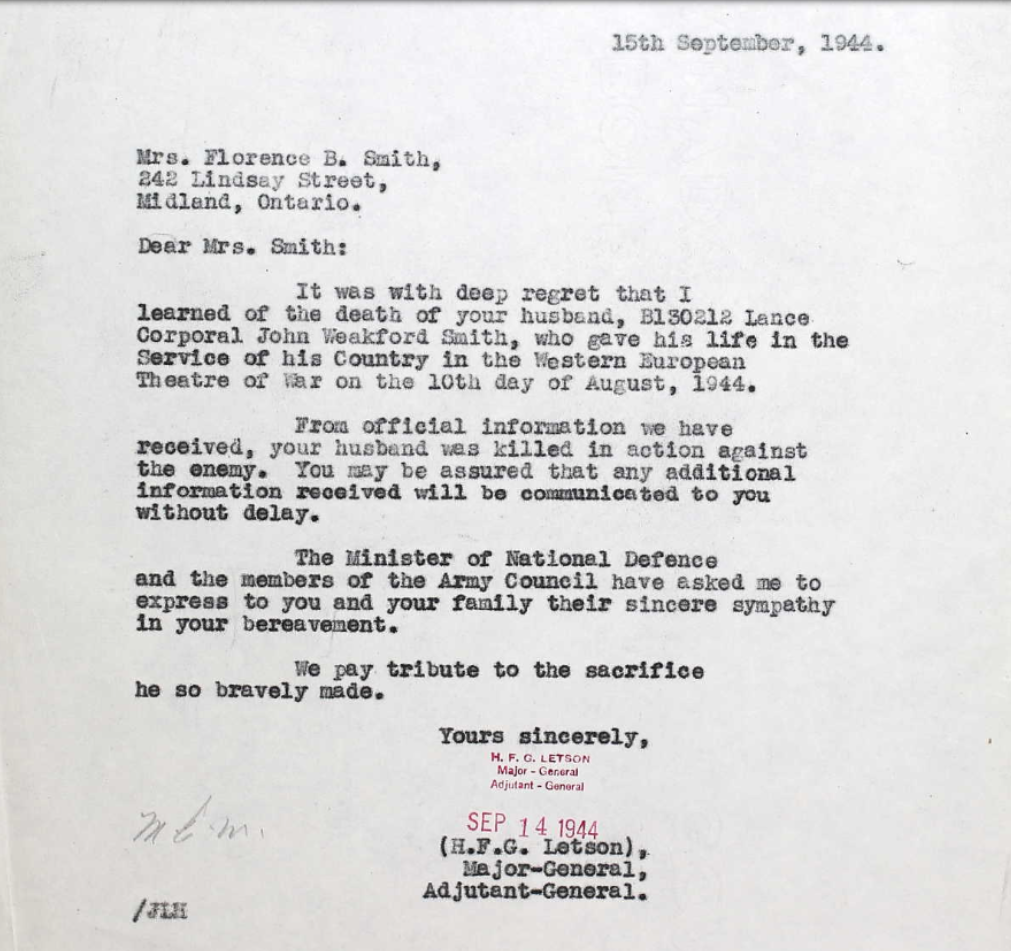 15th September, 1944.
Mrs. Florence B. Smith,
242 Lindsay Street,
Midland, Ontario.
Dear Mrs. Smith:
It was with deep regret that I
learned of the death of your husband, B130212 Lance
Corporal John Weakford Smith, who gave his life in the
Service of his Country in the Western European
Theatre of War on the 10th day of August, 1944.
From official information we have
received, your husband was killed in action against
the enemy. You may be assured that any additional
information received will be communicated to you
without delay.
The Minister of National Defence
and the members of the Army Council have asked me to
express to you and your family their sincere sympathy
in your bereavement.
We pay tribute to the sacrifice
he so bravely made.
Yours sincerely,
H. F. G. LETSON
Major - General
Adjutant - General
SEP 14 1944
(H.F.G. Letson),
Major-General,
Adjutant-General.
/JLH